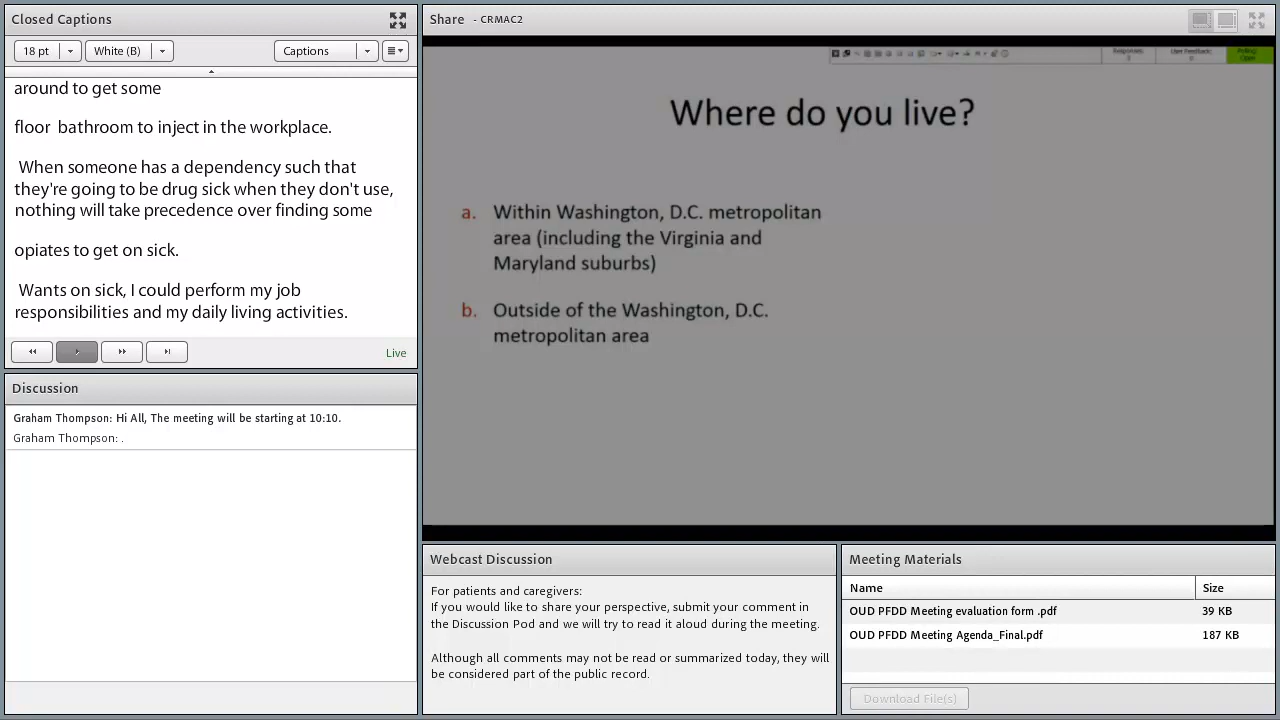 Closed Captions
18 pt
White (B)
Captions
around to get some
floor  bathroom to inject in the workplace.
When someone has a dependency such that
they're going to be drug sick when they don't use,
nothing will take precedence over finding some
opiates to get on sick.
Wants on sick, I could perform my job
responsibilities and my daily living activities.
Live
Discussion
Graham Thompson: Hi All, The meeting will be starting at 10:10.
Graham Thompson: .
Share - CRMAC2
Responses:
User Feedback:
Polling:
Open
Where do you live?
a. Within Washington, D.C. metropolitan
area (including the Virginia and
Maryland suburbs)
b. Outside of the Washington, D.C.
metropolitan area
Webcast Discussion
For patients and caregivers:
If you would like to share your perspective, submit your comment in
the Discussion Pod and we will try to read it aloud during the meeting.
Although all comments may not be read or summarized today, they will
be considered part of the public record.
Meeting Materials
Name Size
OUD PFDD Meeting evaluation form .pdf 39 KB
OUD PFDD Meeting Agenda_Final.pdf 187 KB
Download File(s)